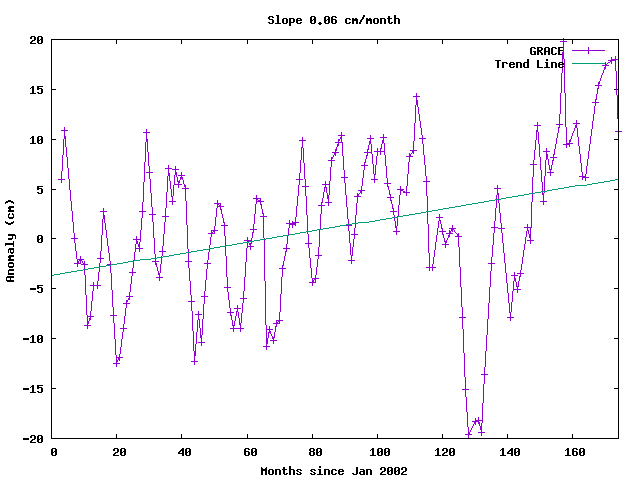 Slope 0.06 cm/month
GRACE
Trend Line
Anomaly (cm)
20
15
10
5
0
-5
-10
-15
-20
0 20 40 60 80 100 120 140 160
Months since Jan 2002